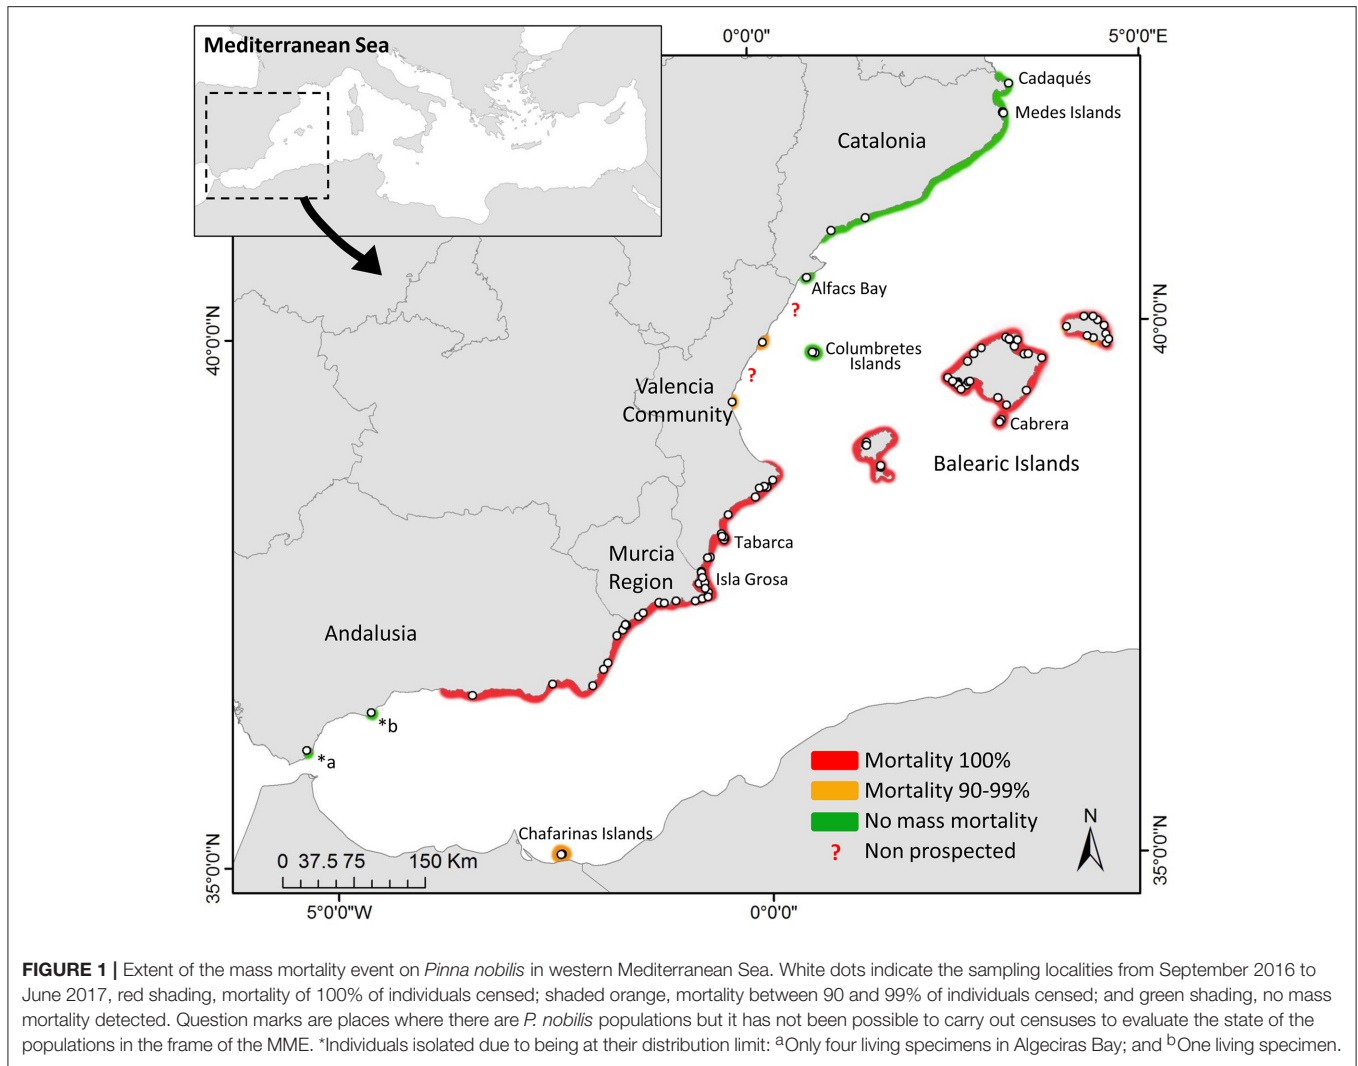 Mediterranean Sea
0°0'0"
5°0'0"E
Cadaqués
Medes Islands
Catalonia
Alfacs Bay
?
40°0'0"N
40°0'0"N
Columbretes
Islands
?
Valencia
Community
Cabrera
Balearic Islands
Tabarca
Murcia
Region
Isla Grosa
Andalusia
*b
*a
Mortality 100%
Mortality 90-99%
No mass mortality
? Non prospected
N
Chafarinas Islands
0 37.5 75 150 Km
35°0'0"N
35°0'0"N
5°0'0"W
0°0'0"
FIGURE 1 | Extent of the mass mortality event on Pinna nobilis in western Mediterranean Sea. White dots indicate the sampling localities from September 2016 to
June 2017, red shading, mortality of 100% of individuals censed; shaded orange, mortality between 90 and 99% of individuals censed; and green shading, no mass
mortality detected. Question marks are places where there are P. nobilis populations but it has not been possible to carry out censuses to evaluate the state of the
populations in the frame of the MME. *Individuals isolated due to being at their distribution limit: aOnly four living specimens in Algeciras Bay; and bOne living specimen.